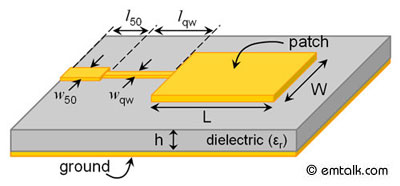 l50 lqw
patch
w50 wqw
W
L
h dielectric (εr)
ground
© emtalk.com